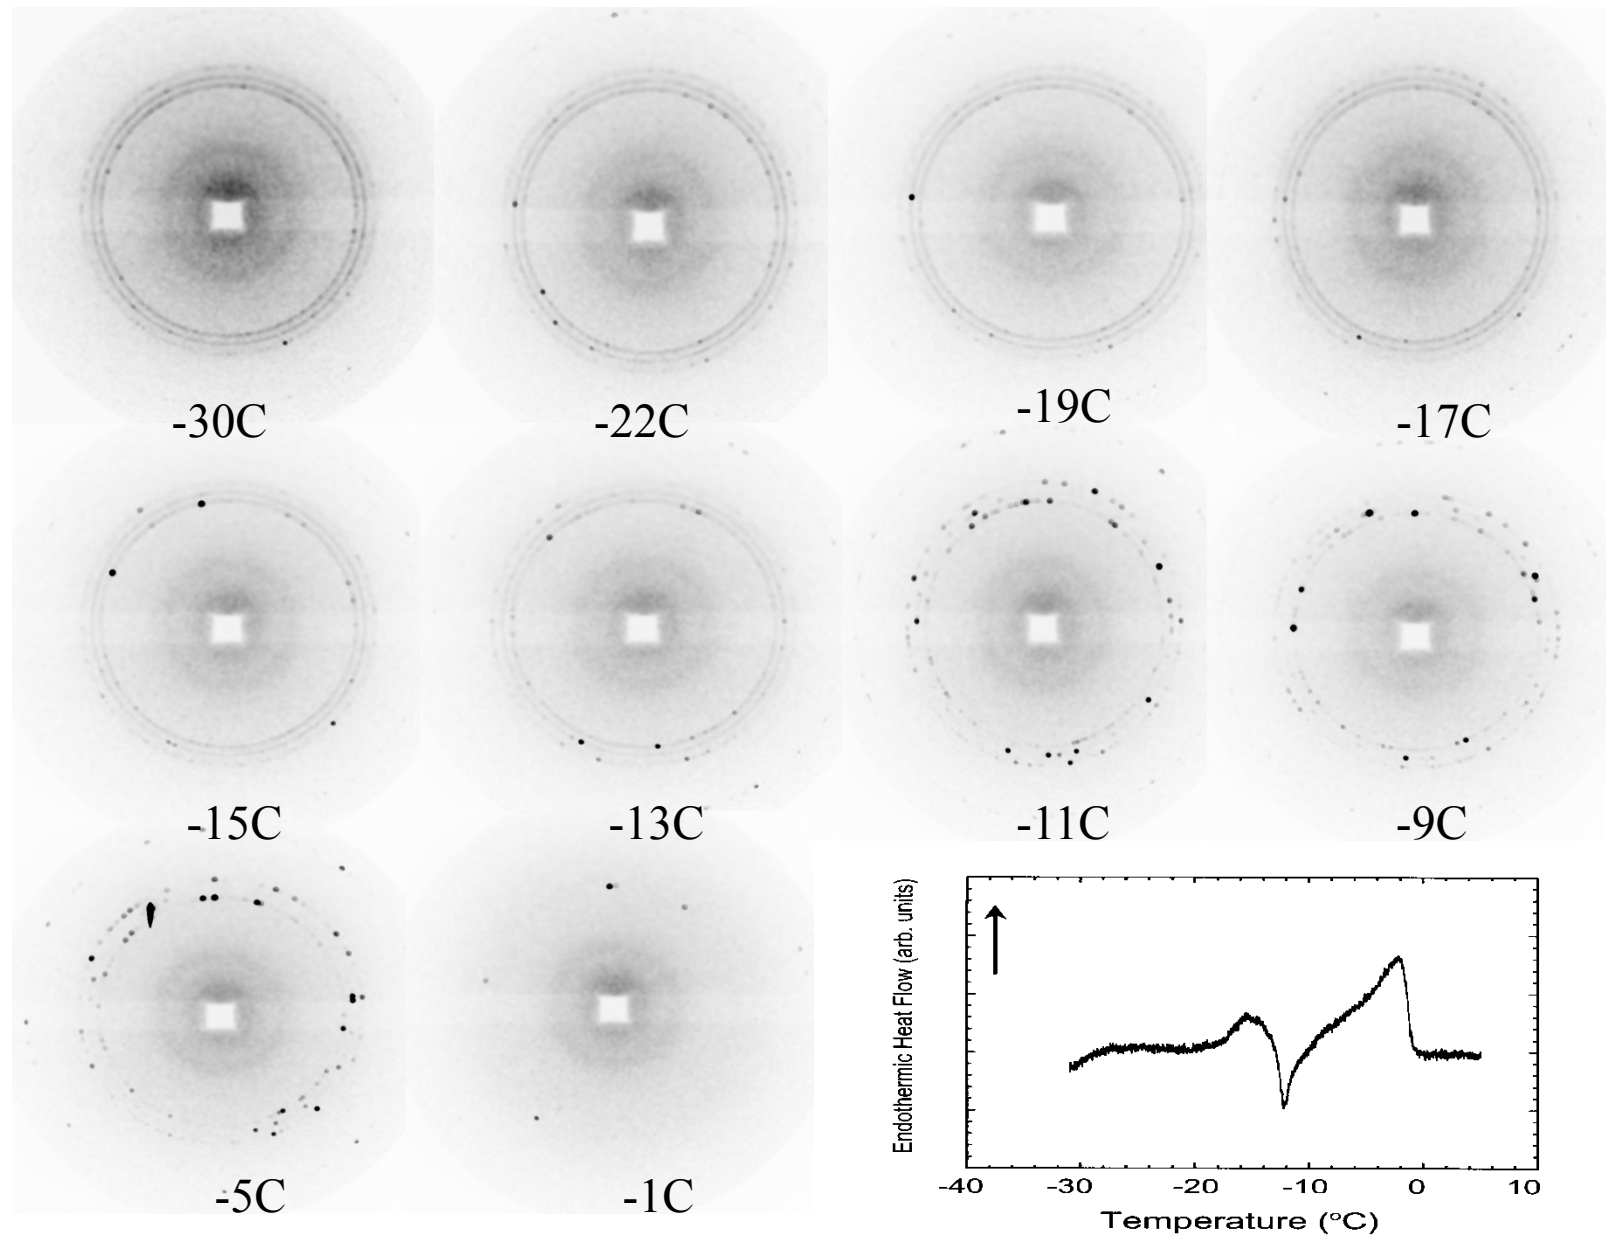 -30C
-22C
-19C
-17C
-15C
-13C
-11C
-9C
-5C
-1C
Endothermic Heat Flow (arb. units)
-40 -30 -20 -10 0 10
Temperature (°C)